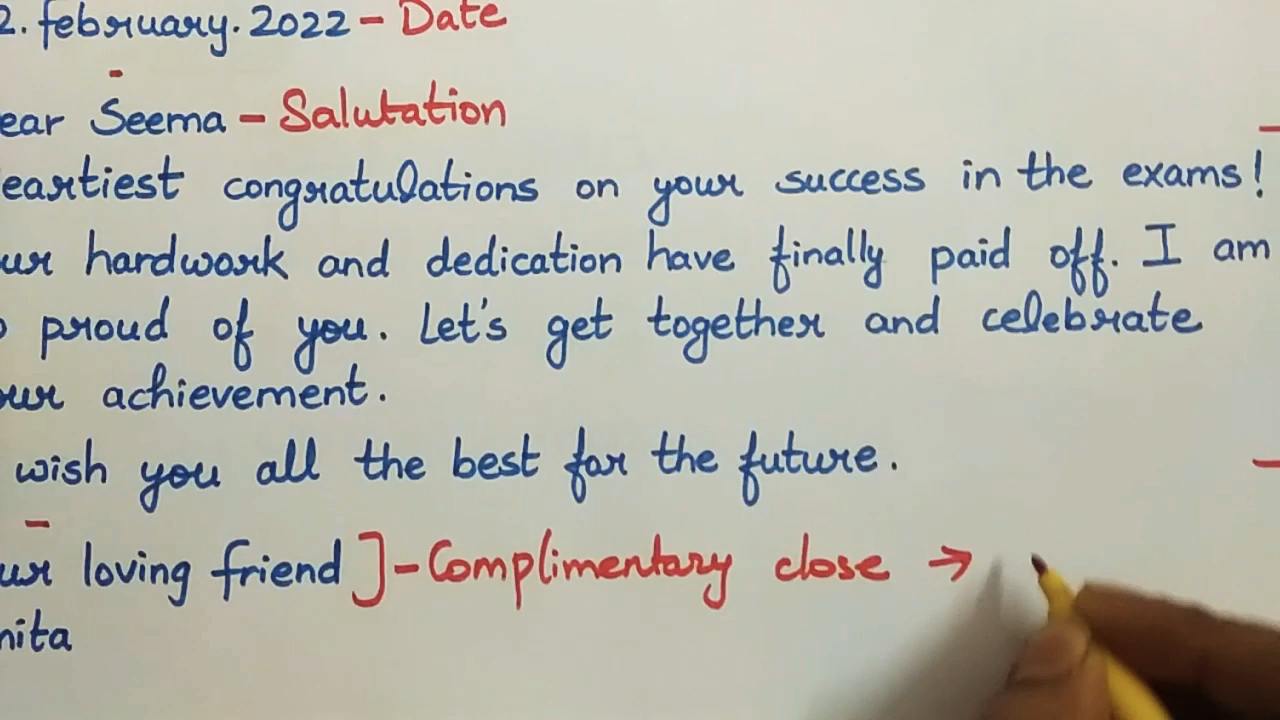 2. february. 2022 - Date
ear Seema - Salutation
eartiest congratulations on your success in the exams!
ur hardwork and dedication have finally paid off. I am
o proud of you. Let's get together and celebrate
our achievement.
wish you all the best for the future.
ur loving friend ] - Complimentary close →
nita